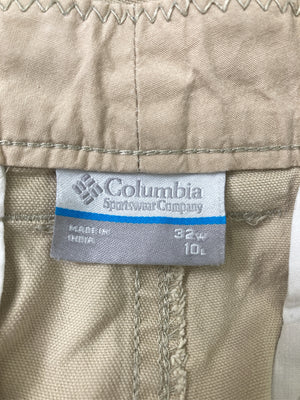 Columbia
Sportswear Company
MADE IN
INDIA
32W
10L